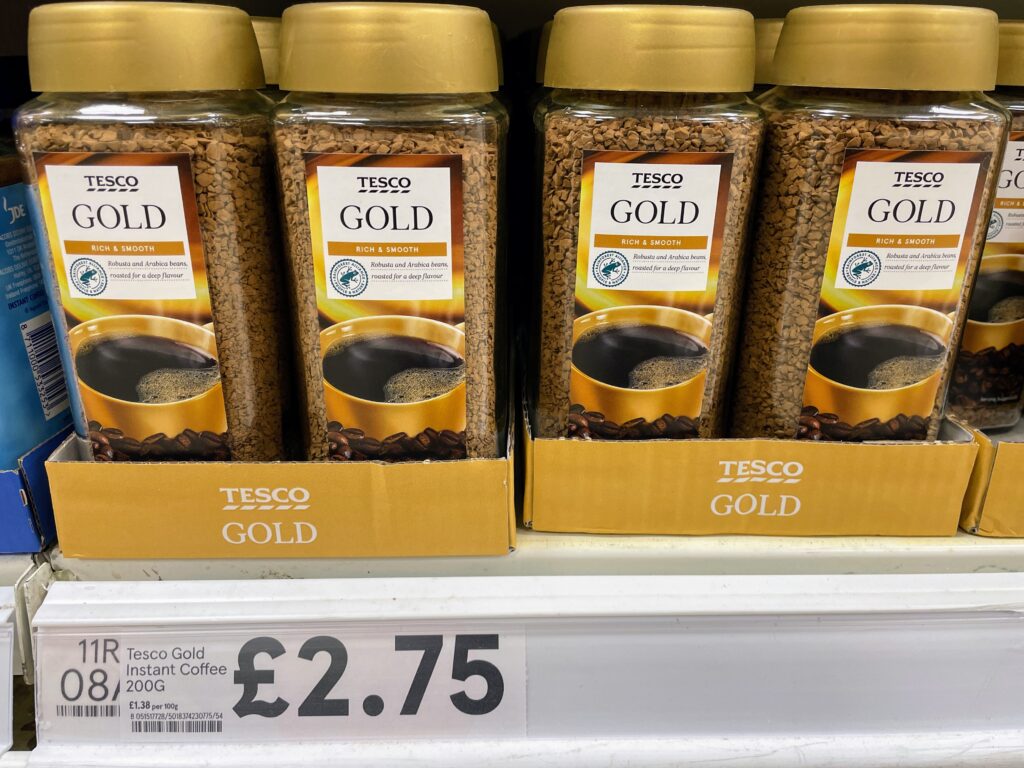 TESCO
GOLD
RICH & SMOOTH
Robusta and Arabica beans,
roasted for a deep flavour
TESCO
GOLD
RICH & SMOOTH
Robusta and Arabica beans,
roasted for a deep flavour
TESCO
GOLD
RICH & SMOOTH
Robusta and Arabica beans,
roasted for a deep flavour
TESCO
GOLD
RICH & SMOOTH
Robusta and Arabica beans,
roasted for a deep flavour
JDE
INSTANT
TESCO
GOLD
TESCO
GOLD
11R
08
Tesco Gold
Instant Coffee
200G
£1.38 per 100g
£2.75